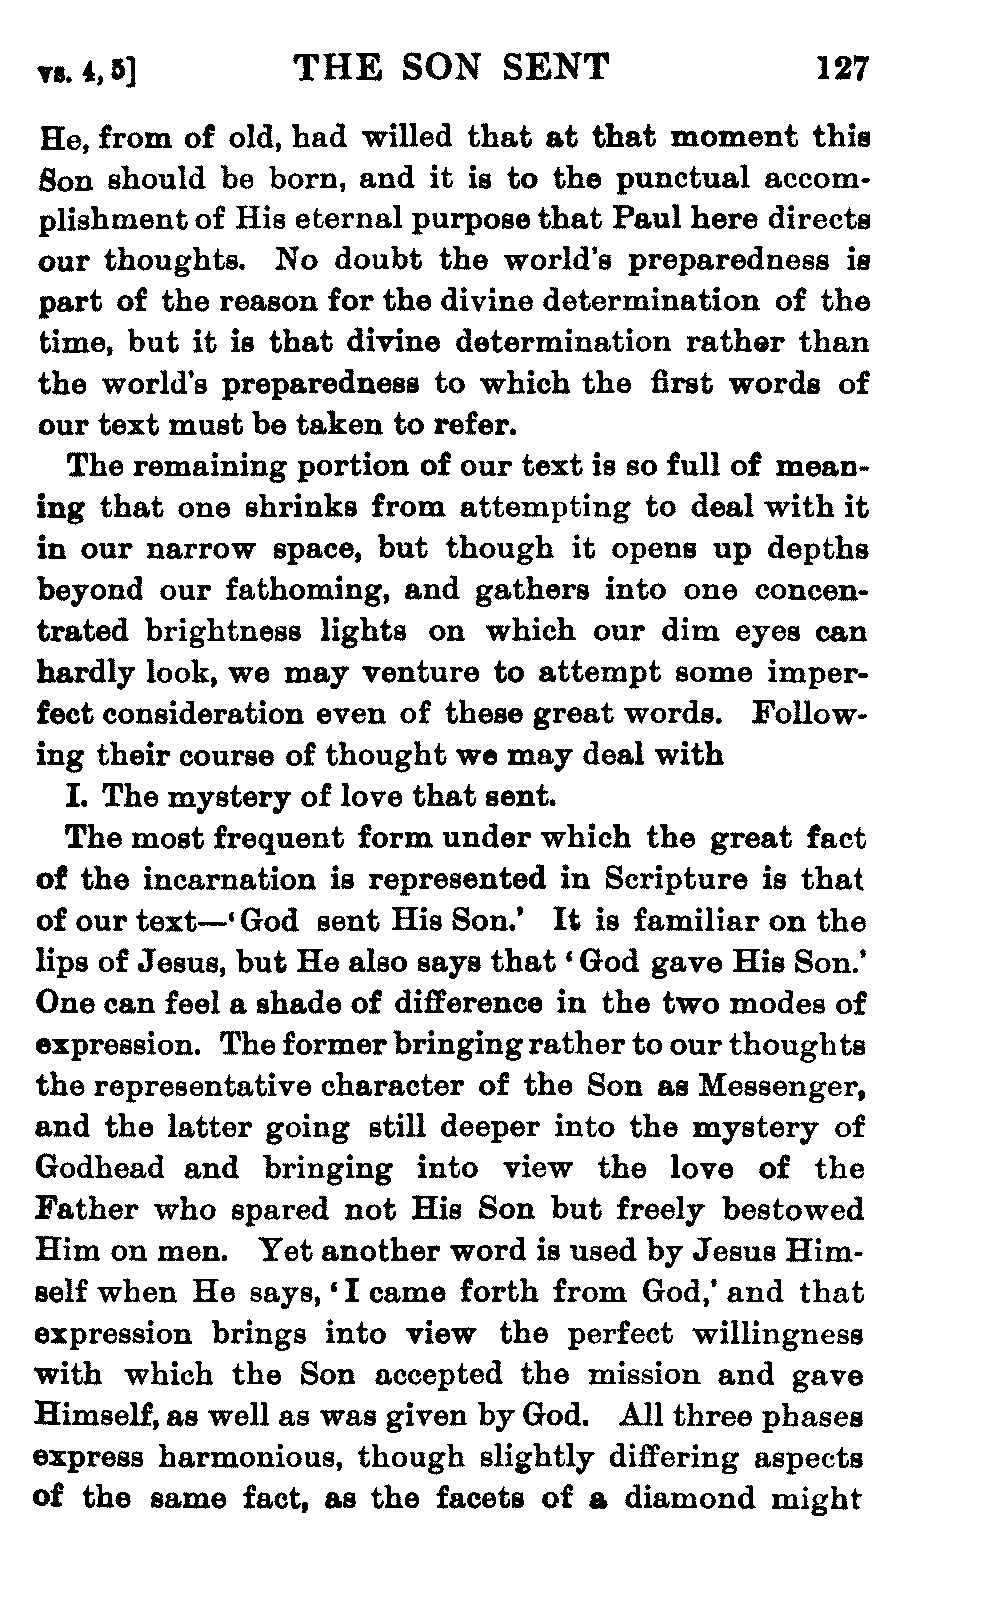 vs. 4, 5] THE SON SENT 127
He, from of old, had willed that at that moment this
Son should be born, and it is to the punctual accom-
plishment of His eternal purpose that Paul here directs
our thoughts. No doubt the world's preparedness is
part of the reason for the divine determination of the
time, but it is that divine determination rather than
the world's preparedness to which the first words of
our text must be taken to refer.
The remaining portion of our text is so full of mean-
ing that one shrinks from attempting to deal with it
in our narrow space, but though it opens up depths
beyond our fathoming, and gathers into one concen-
trated brightness lights on which our dim eyes can
hardly look, we may venture to attempt some imper-
fect consideration even of these great words. Follow-
ing their course of thought we may deal with
I. The mystery of love that sent.
The most frequent form under which the great fact
of the incarnation is represented in Scripture is that
of our text—‘God sent His Son.’ It is familiar on the
lips of Jesus, but He also says that ‘God gave His Son.’
One can feel a shade of difference in the two modes of
expression. The former bringing rather to our thoughts
the representative character of the Son as Messenger,
and the latter going still deeper into the mystery of
Godhead and bringing into view the love of the
Father who spared not His Son but freely bestowed
Him on men. Yet another word is used by Jesus Him-
self when He says, ‘I came forth from God,’ and that
expression brings into view the perfect willingness
with which the Son accepted the mission and gave
Himself, as well as was given by God. All three phases
express harmonious, though slightly differing aspects
of the same fact, as the facets of a diamond might